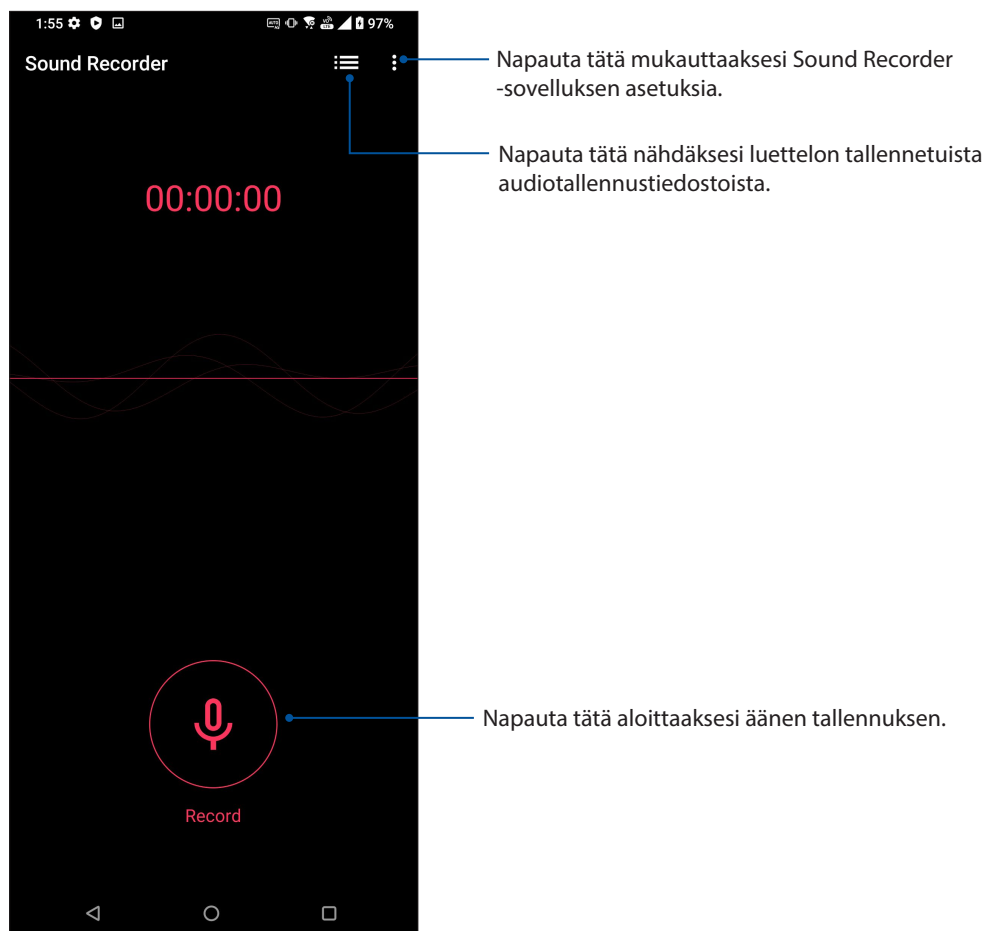 1:55 97%
Sound Recorder
Napauta tätä mukauttaaksesi Sound Recorder
-sovelluksen asetuksia.
Napauta tätä nähdäksesi luettelon tallennetuista
audiotallennustiedostoista.
00:00:00
Napauta tätä aloittaaksesi äänen tallennuksen.
Record